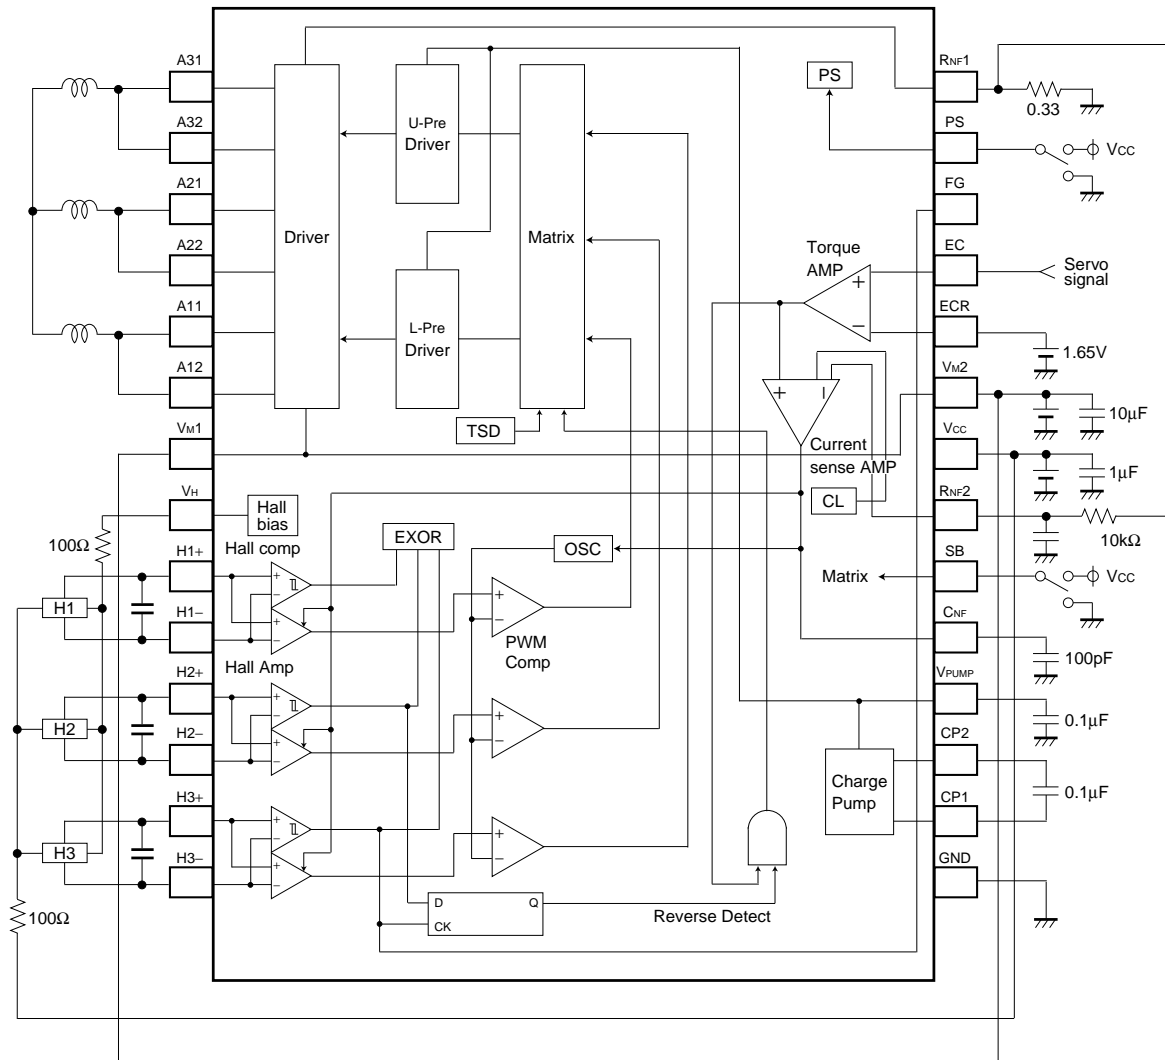 A31
A32
A21
A22
A11
A12
VM1
VH
H1+
H1−
H2+
H2−
H3+
H3−
100Ω
H1
H2
H3
100Ω
Driver
U-Pre
Driver
L-Pre
Driver
Matrix
TSD
PS
Torque
AMP
+
−
+
−
Current
sense AMP
CL
Hall
bias
Hall comp
EXOR
OSC
Matrix
+
−
+
−
+
−
PWM
Comp
Hall Amp
+
−
+
−
+
−
+
−
+
−
+
−
+
−
+
−
D
Q
CK
Reverse Detect
Charge
Pump
RNF1
PS
FG
EC
ECR
VM2
VCC
RNF2
SB
CNF
VPUMP
CP2
CP1
GND
0.33
VCC
Servo
signal
1.65V
10µF
1µF
10kΩ
VCC
100pF
0.1µF
0.1µF